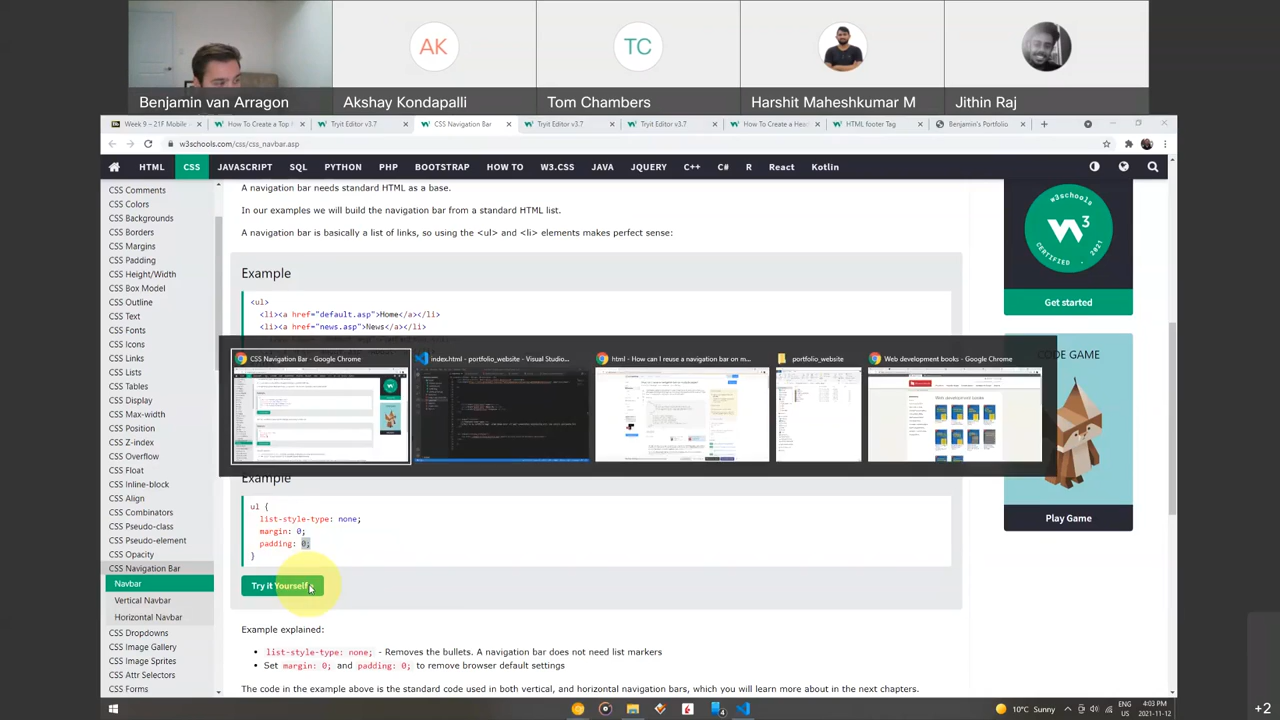 AK
TC
Benjamin van Arragon
Akshay Kondapalli
Tom Chambers
Harshit Maheshkumar M
Jithin Raj
Week 9 – 21F Mobile
How To Create a Top N
Tryit Editor v3.7
CSS Navigation Bar
Tryit Editor v3.7
Tryit Editor v3.7
How To Create a Hea
HTML footer Tag
Benjamin's Portfolio
w3schools.com/css/css_navbar.asp
HTML
CSS
JAVASCRIPT
SQL
PYTHON
PHP
BOOTSTRAP
HOW TO
W3.CSS
JAVA
JQUERY
C++
C#
R
React
Kotlin
CSS Comments
CSS Colors
CSS Backgrounds
CSS Borders
CSS Margins
CSS Padding
CSS Height/Width
CSS Box Model
CSS Outline
CSS Text
CSS Fonts
CSS Icons
CSS Links
CSS Lists
CSS Tables
CSS Display
CSS Max-width
CSS Position
CSS Z-index
CSS Overflow
CSS Float
CSS Inline-block
CSS Align
CSS Combinators
CSS Pseudo-class
CSS Pseudo-element
CSS Opacity
CSS Navigation Bar
Navbar
Vertical Navbar
Horizontal Navbar
CSS Dropdowns
CSS Image Gallery
CSS Image Sprites
CSS Attr Selectors
CSS Forms
A navigation bar needs standard HTML as a base.
In our examples we will build the navigation bar from a standard HTML list.
A navigation bar is basically a list of links, so using the <ul> and <li> elements makes perfect sense:
Example
<ul>
<li><a href="default.asp">Home</a></li>
<li><a href="news.asp">News</a></li>
CSS Navigation Bar - Google Chrome
index.html - portfolio_website - Visual Studio...
html - How can I reuse a navigation bar on m...
portfolio_website
Web development books - Google Chrome
Example
ul {
list-style-type: none;
margin: 0;
padding: 0;
}
Try it Yourself »
Example explained:
list-style-type: none; - Removes the bullets. A navigation bar does not need list markers
Set margin: 0; and padding: 0; to remove browser default settings
The code in the example above is the standard code used in both vertical, and horizontal navigation bars, which you will learn more about in the next chapters.
w3schools
CERTIFIED . 2021
Get started
CODE GAME
Play Game
10°C Sunny
ENG
US
4:03 PM
2021-11-12
+2